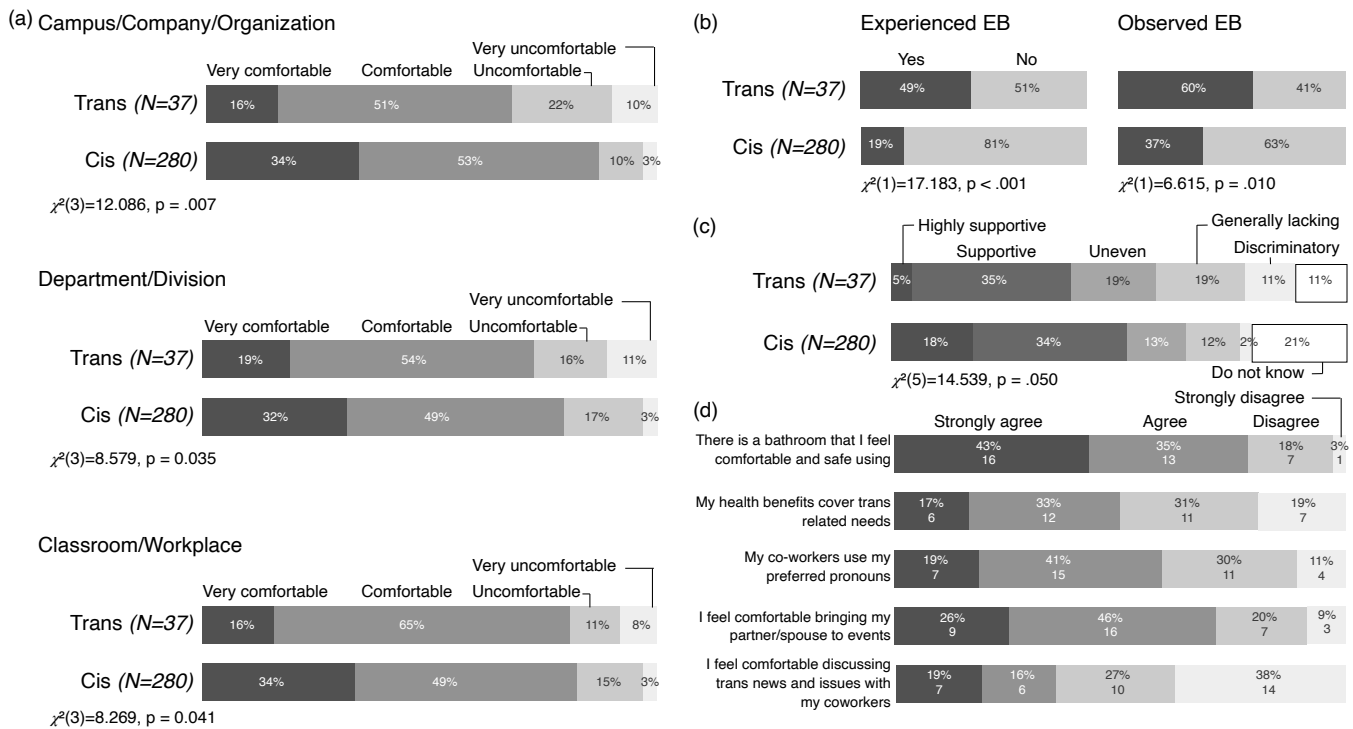 (a) Campus/Company/Organization
Very uncomfortable
Very comfortable Comfortable Uncomfortable
Trans (N=37) 16% 51% 22% 10%
Cis (N=280) 34% 53% 10% 3%
χ²(3)=12.086, p = .007
Department/Division
Very uncomfortable
Very comfortable Comfortable Uncomfortable
Trans (N=37) 19% 54% 16% 11%
Cis (N=280) 32% 49% 17% 3%
χ²(3)=8.579, p = 0.035
Classroom/Workplace
Very uncomfortable
Very comfortable Comfortable Uncomfortable
Trans (N=37) 16% 65% 11% 8%
Cis (N=280) 34% 49% 15% 3%
χ²(3)=8.269, p = 0.041
(b) Experienced EB Observed EB
Yes No
Trans (N=37) 49% 51% 60% 41%
Cis (N=280) 19% 81% 37% 63%
χ²(1)=17.183, p < .001 χ²(1)=6.615, p = .010
(c) Highly supportive Generally lacking
Supportive Uneven Discriminatory
Trans (N=37) 5% 35% 19% 19% 11% 11%
Cis (N=280) 18% 34% 13% 12% 2% 21%
χ²(5)=14.539, p = .050 Do not know
(d) Strongly disagree
Strongly agree Agree Disagree
There is a bathroom that I feel 43% 35% 18% 3%
comfortable and safe using 16 13 7 1
My health benefits cover trans 17% 33% 31% 19%
related needs 6 12 11 7
My co-workers use my 19% 41% 30% 11%
preferred pronouns 7 15 11 4
I feel comfortable bringing my 26% 46% 20% 9%
partner/spouse to events 9 16 7 3
I feel comfortable discussing 19% 16% 27% 38%
trans news and issues with 7 6 10 14
my coworkers